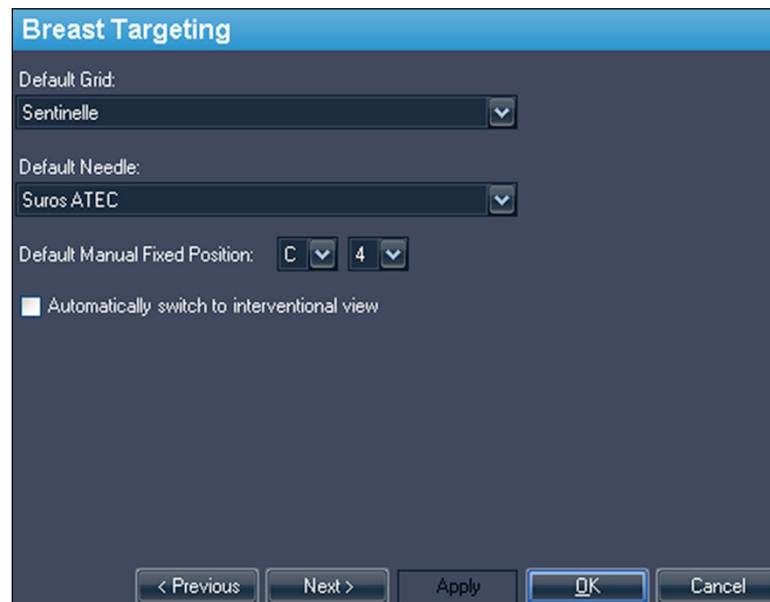 Breast Targeting
Default Grid:
Sentinelle
Default Needle:
Suros ATEC
Default Manual Fixed Position: C 4
Automatically switch to interventional view
< Previous Next > Apply OK Cancel